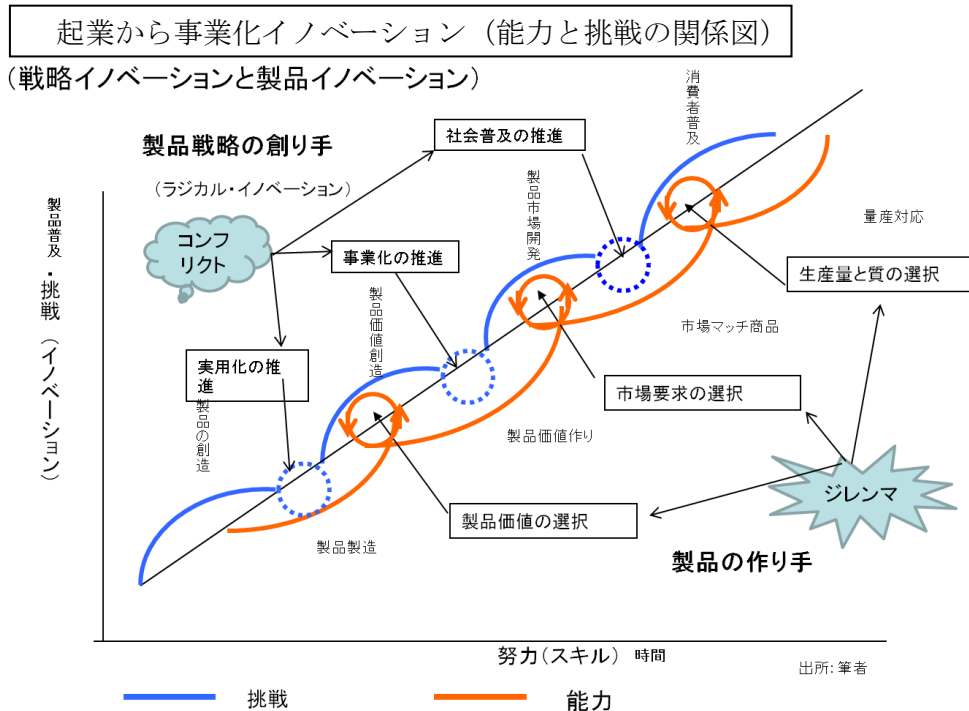 起業から事業化イノベーション（能力と挑戦の関係図）
（戦略イノベーションと製品イノベーション）
消費者普及
社会普及の推進
製品戦略の創り手
（ラジカル・イノベーション）
製品市場開発
製品普及・挑戦（イノベーション）
コンフ
リクト
事業化の推進
量産対応
生産量と質の選択
製品価値創造
市場マッチ商品
実用化の推
進
製品の創造
市場要求の選択
製品価値作り
ジレンマ
製品価値の選択
製品製造
製品の作り手
努力（スキル） 時間
出所：筆者
挑戦
能力